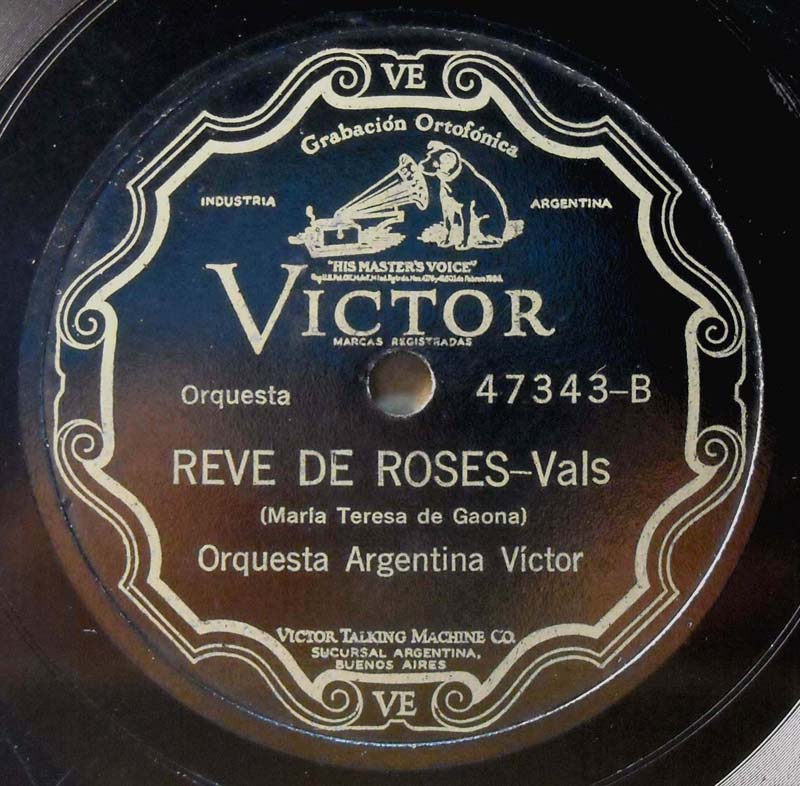 VE
Grabación Ortofónica
INDUSTRIA ARGENTINA
"HIS MASTER'S VOICE"
VICTOR
MARCAS REGISTRADAS
Orquesta 47343-B
REVE DE ROSES-Vals
(María Teresa de Gaona)
Orquesta Argentina Víctor
VICTOR TALKING MACHINE CO.
SUCURSAL ARGENTINA,
BUENOS AIRES
VE